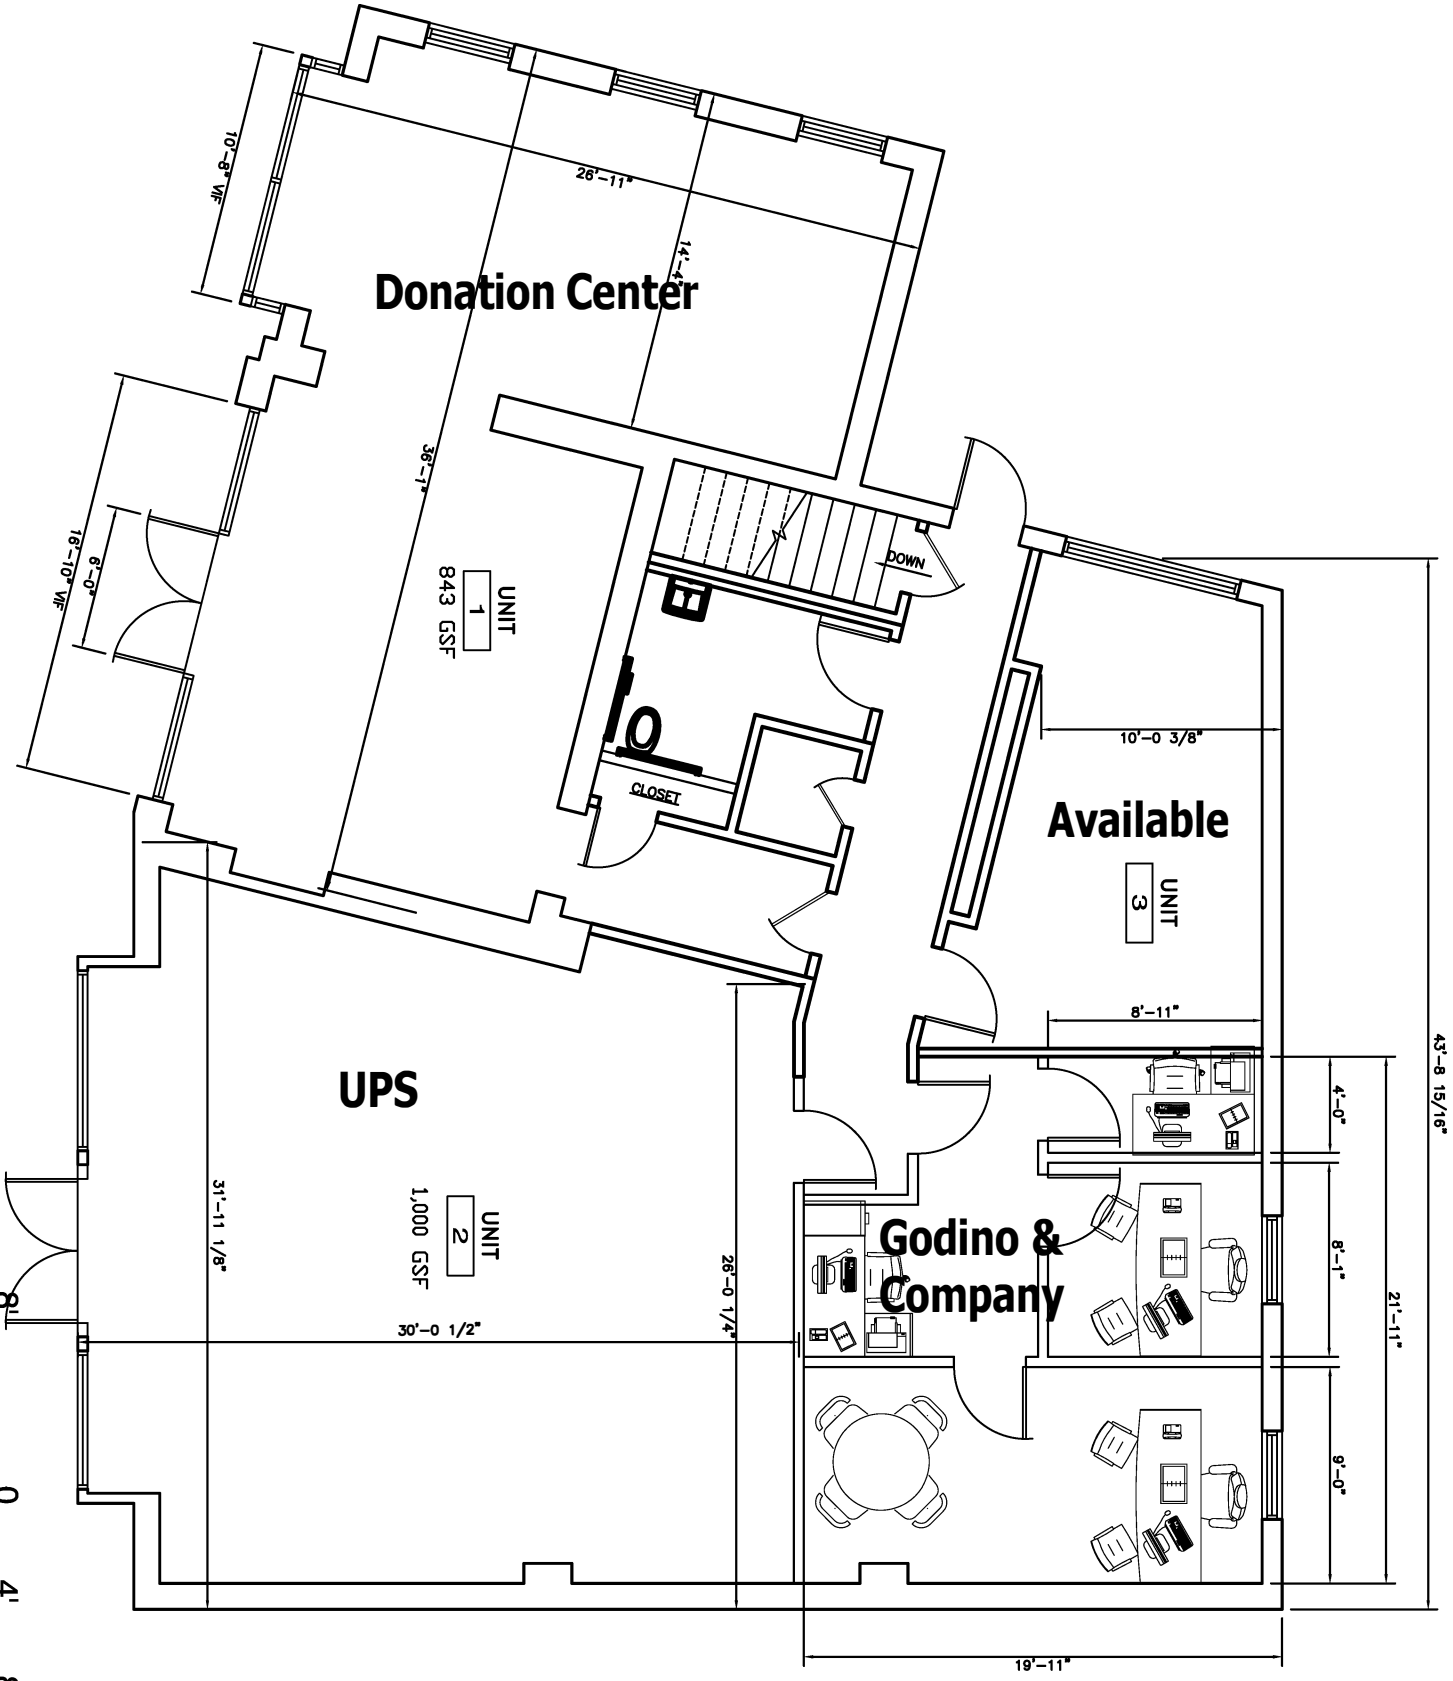 10'-8" VIF
26'-11"
14'-4"
Donation Center
36'-1"
16'-10" VIF
6'-0"
UNIT
1
843 GSF
DOWN
CLOSET
10'-0 3/8"
Available
UNIT
3
8'-11"
43'-8 15/16"
4'-0"
UPS
UNIT
2
1,000 GSF
31'-11 1/8"
26'-0 1/4"
30'-0 1/2"
Godino &
Company
8'-1"
21'-11"
9'-0"
19'-11"
8'
0
4'